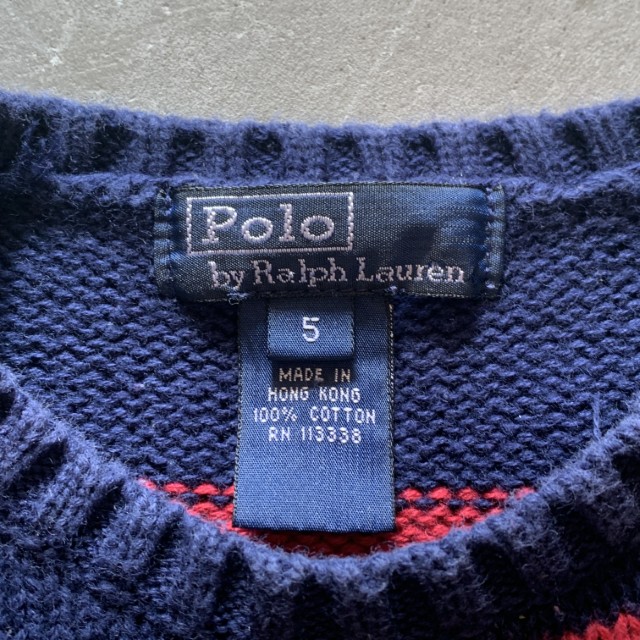 Polo
by Ralph Lauren
5
MADE IN
HONG KONG
100% COTTON
RN 113338